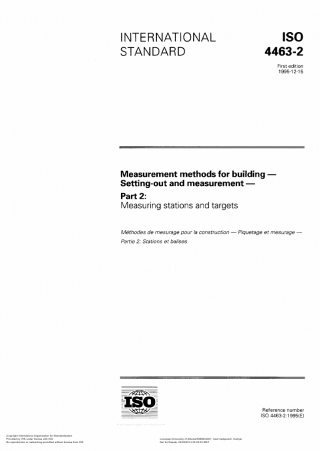 INTERNATIONAL
STANDARD
ISO
4463-2
First edition
1995-12-15
Measurement methods for building —
Setting-out and measurement —
Part 2:
Measuring stations and targets
Méthodes de mesurage pour la construction — Piquetage et mesurage —
Partie 2: Stations et balises
ISO
Reference number
ISO 4463-2:1995(E)